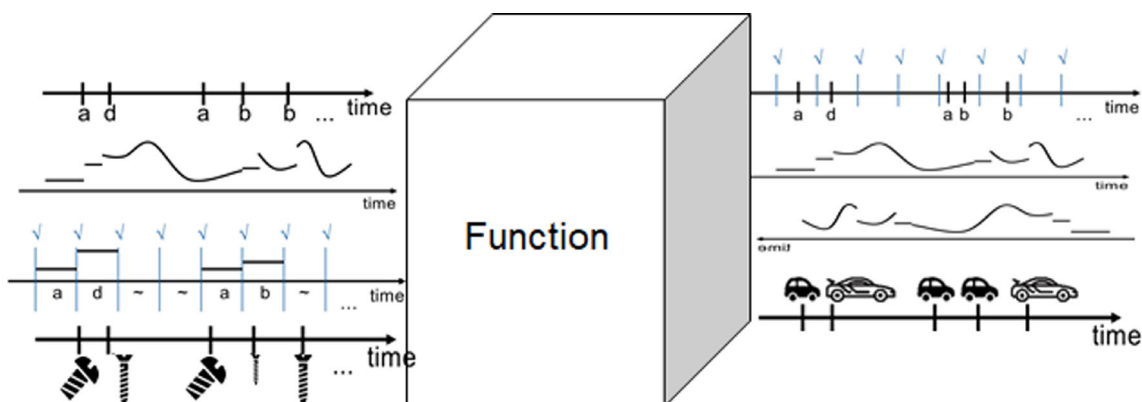 a d a b b ... time
time
√ √ √ √ √ √ √ √
a d ~ ~ a b ~ ... time
... time
Function
√ √ √ √ √ √ √ √
a d a b b ... time
time
time
time